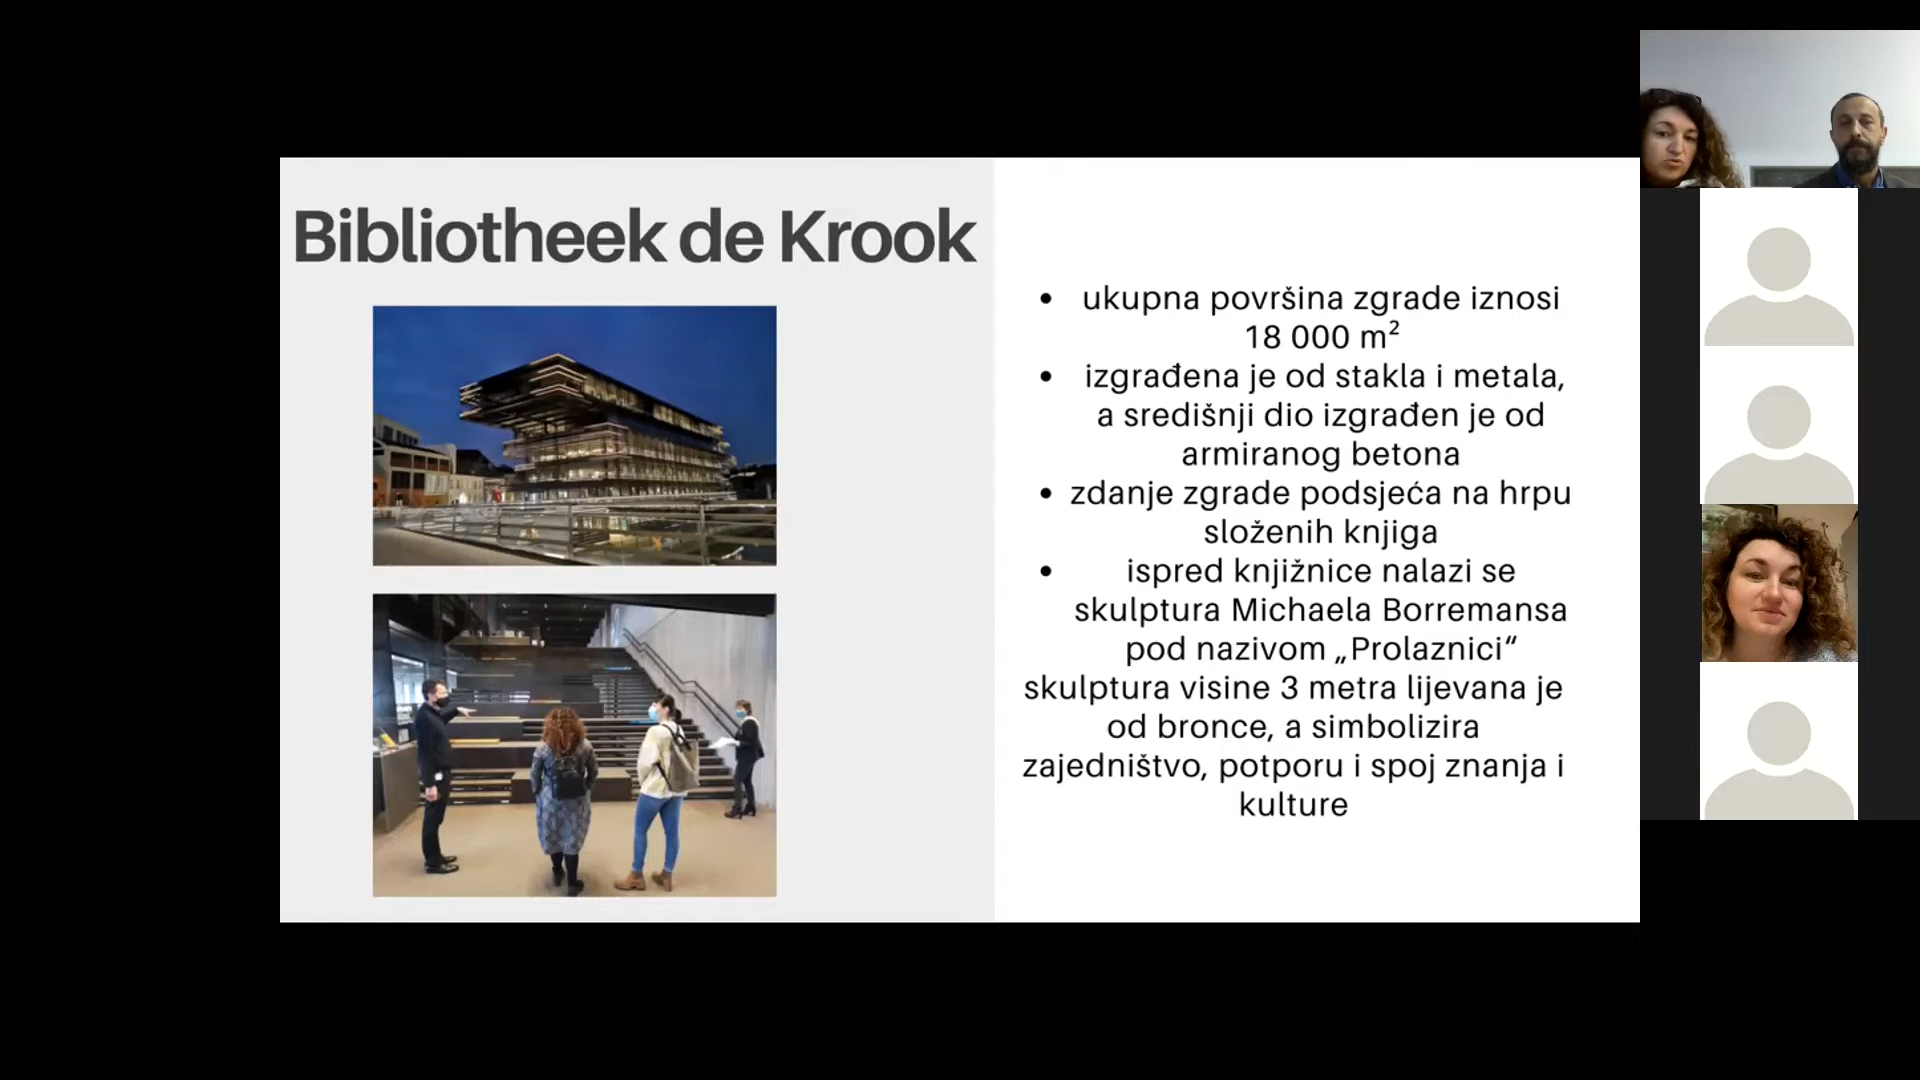 Bibliotheek de Krook
• ukupna površina zgrade iznosi
18 000 m²
• izgrađena je od stakla i metala,
a središnji dio izgrađen je od
armiranog betona
• zdanje zgrade podsjeća na hrpu
složenih knjiga
• ispred knjižnice nalazi se
skulptura Michaela Borremansa
pod nazivom „Prolaznici“
skulptura visine 3 metra lijevana je
od bronce, a simbolizira
zajedništvo, potporu i spoj znanja i
kulture